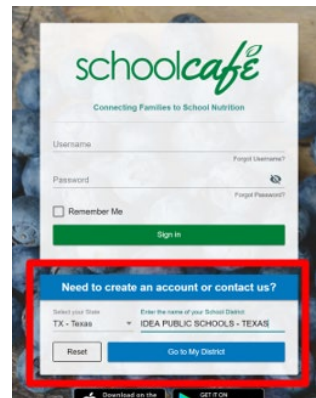 schoolcafé
Connecting Families to School Nutrition
Username
Forgot Username?
Password
Forgot Password?
Remember Me
Sign in
Need to create an account or contact us?
Select your State
Enter the name of your School District
TX - Texas
IDEA PUBLIC SCHOOLS - TEXAS
Reset
Go to My District
Download on the
GET IT ON